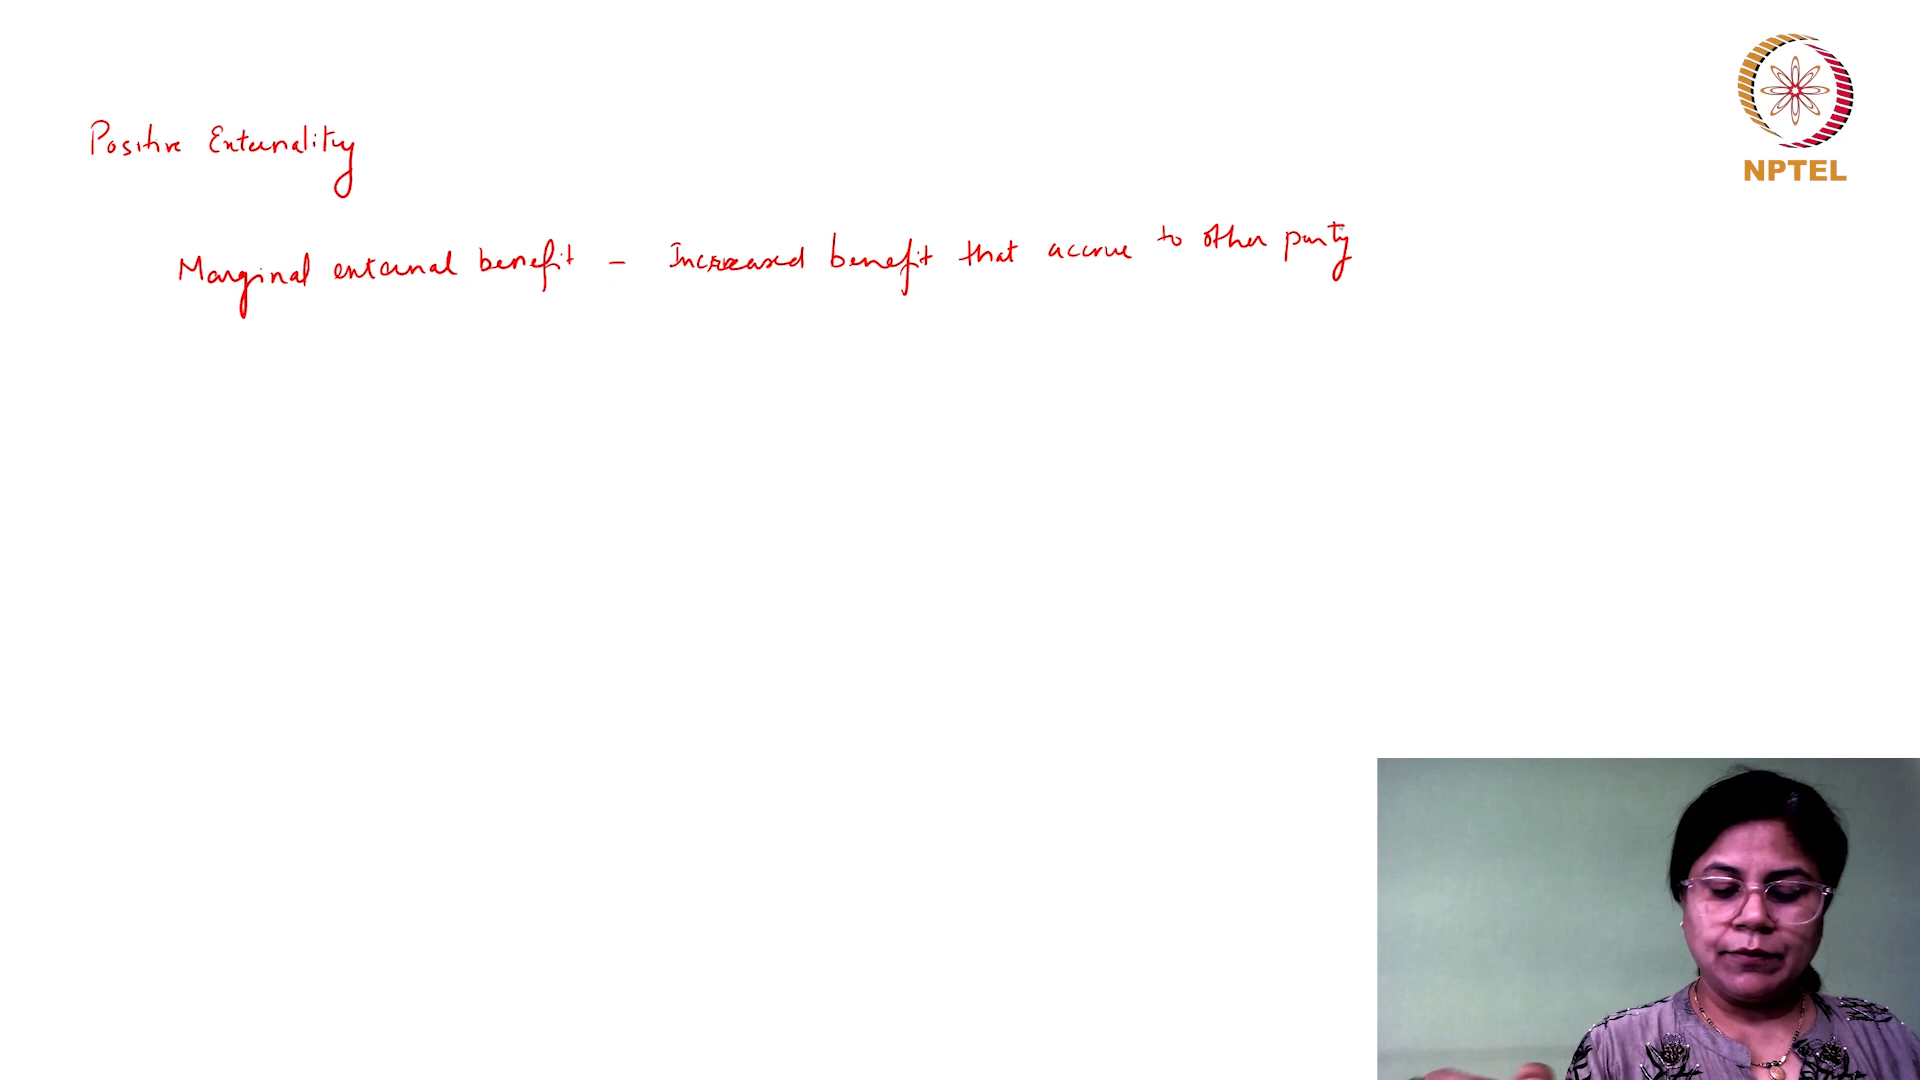 NPTEL
Positive Externality
Marginal external benefit - Increased benefit that accrue to other party